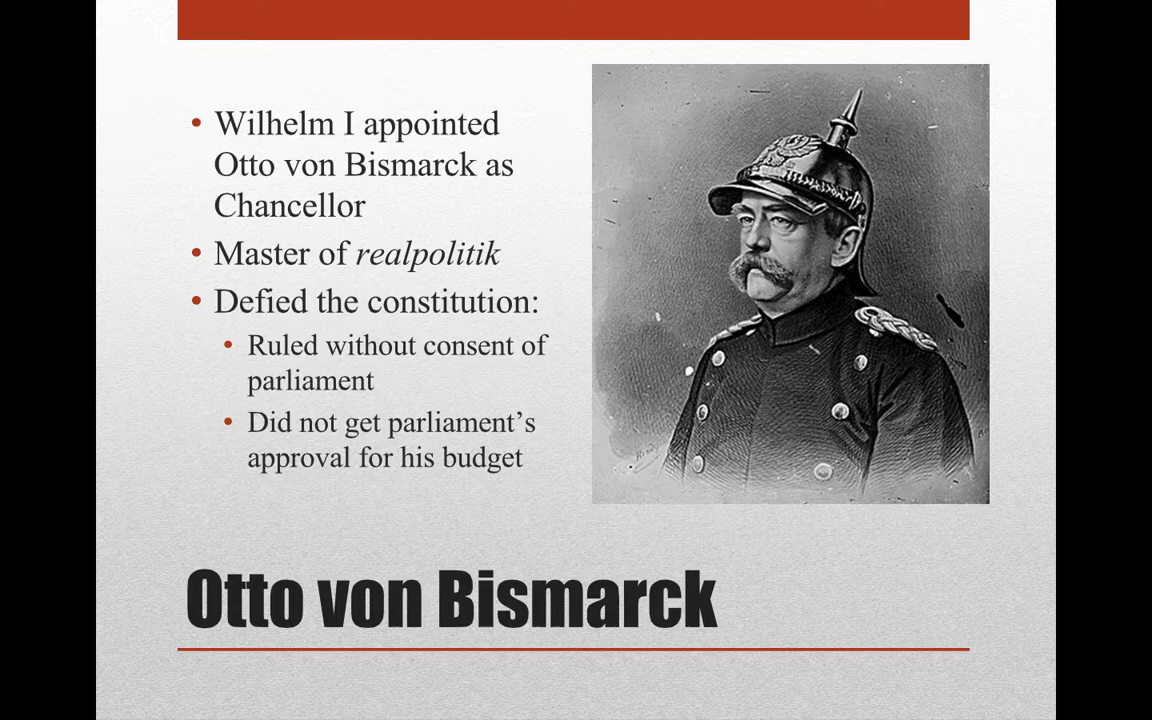 • Wilhelm I appointed
Otto von Bismarck as
Chancellor
• Master of realpolitik
• Defied the constitution:
• Ruled without consent of
parliament
• Did not get parliament’s
approval for his budget
Otto von Bismarck